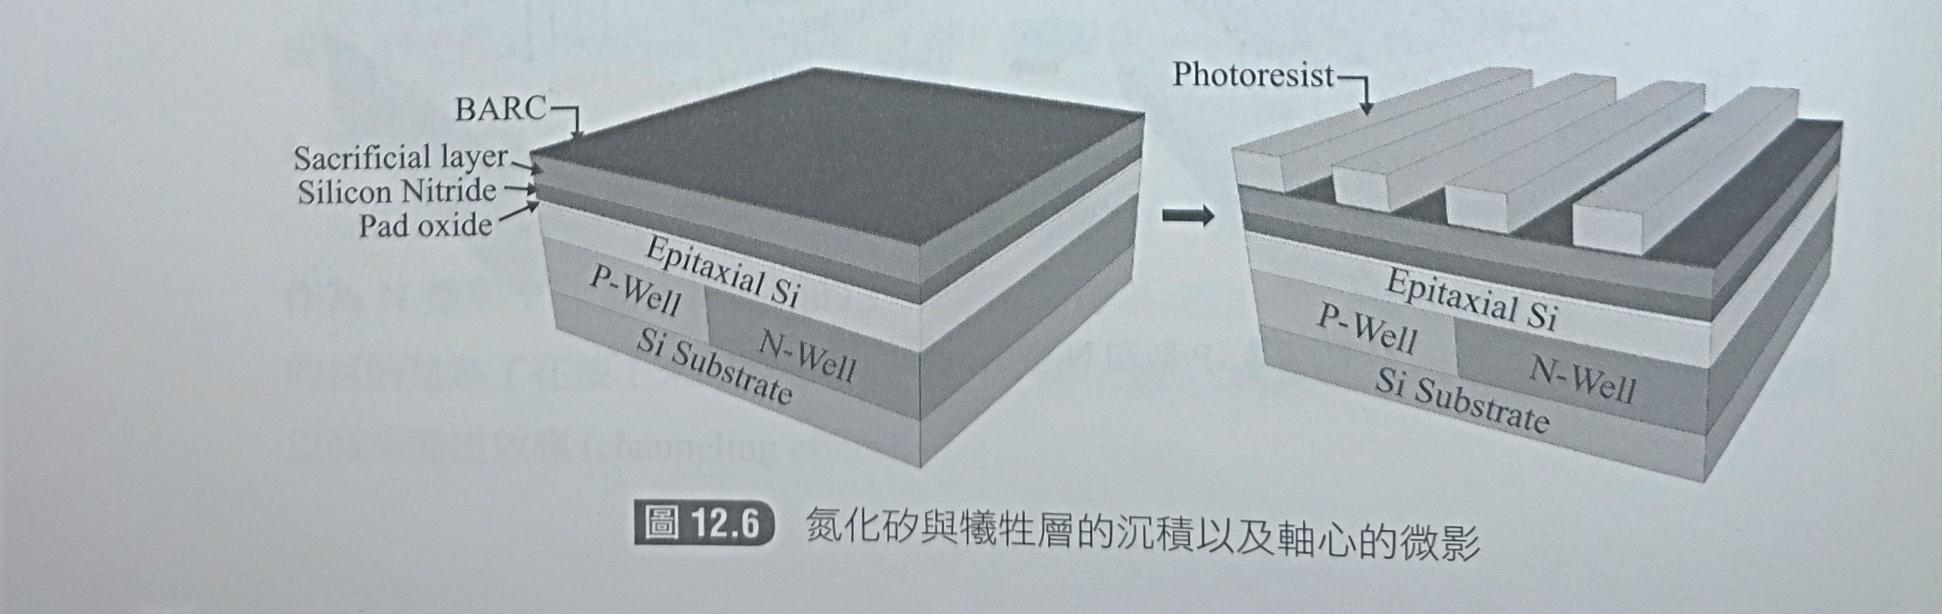 BARC
Sacrificial layer
Silicon Nitride
Pad oxide
Epitaxial Si
P-Well
N-Well
Si Substrate
Photoresist
Epitaxial Si
P-Well
N-Well
Si Substrate
圖 12.6 氮化矽與犧牲層的沉積以及軸心的微影